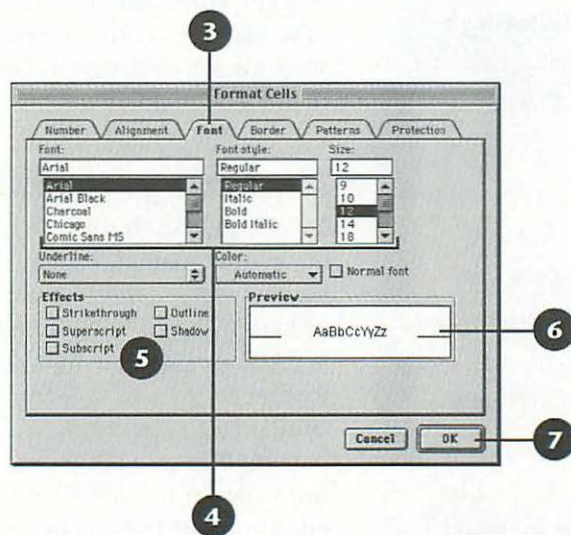 3
Format Cells
Number Alignment Font Border Patterns Protection
Font: Font style: Size:
Arial Regular 12
Arial Regular 9
Arial Black Italic 10
Charcoal Bold 12
Chicago Bold Italic 14
Comic Sans MS 18
Underline: Color:
None Automatic Normal font
Effects Preview
Strikethrough Outline
Superscript Shadow
Subscript
AaBbCcYyZz
6
5
Cancel OK
7
4